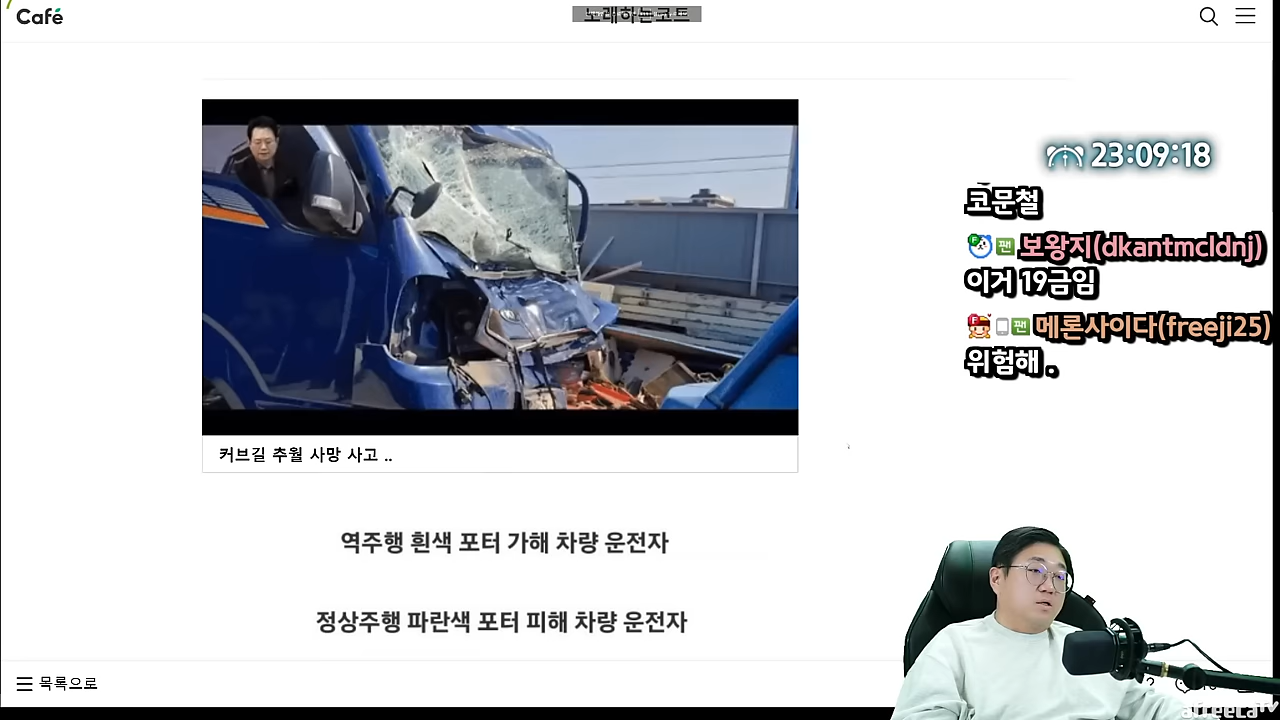 Café
노래하는코트
23:09:18
코문철
팬 보왕지(dkantmcldnj)
이거 19금임
팬 메론사이다(freeji25)
위험해 .
커브길 추월 사망 사고 ..
역주행 흰색 포터 가해 차량 운전자
정상주행 파란색 포터 피해 차량 운전자
목록으로
afreecaTV